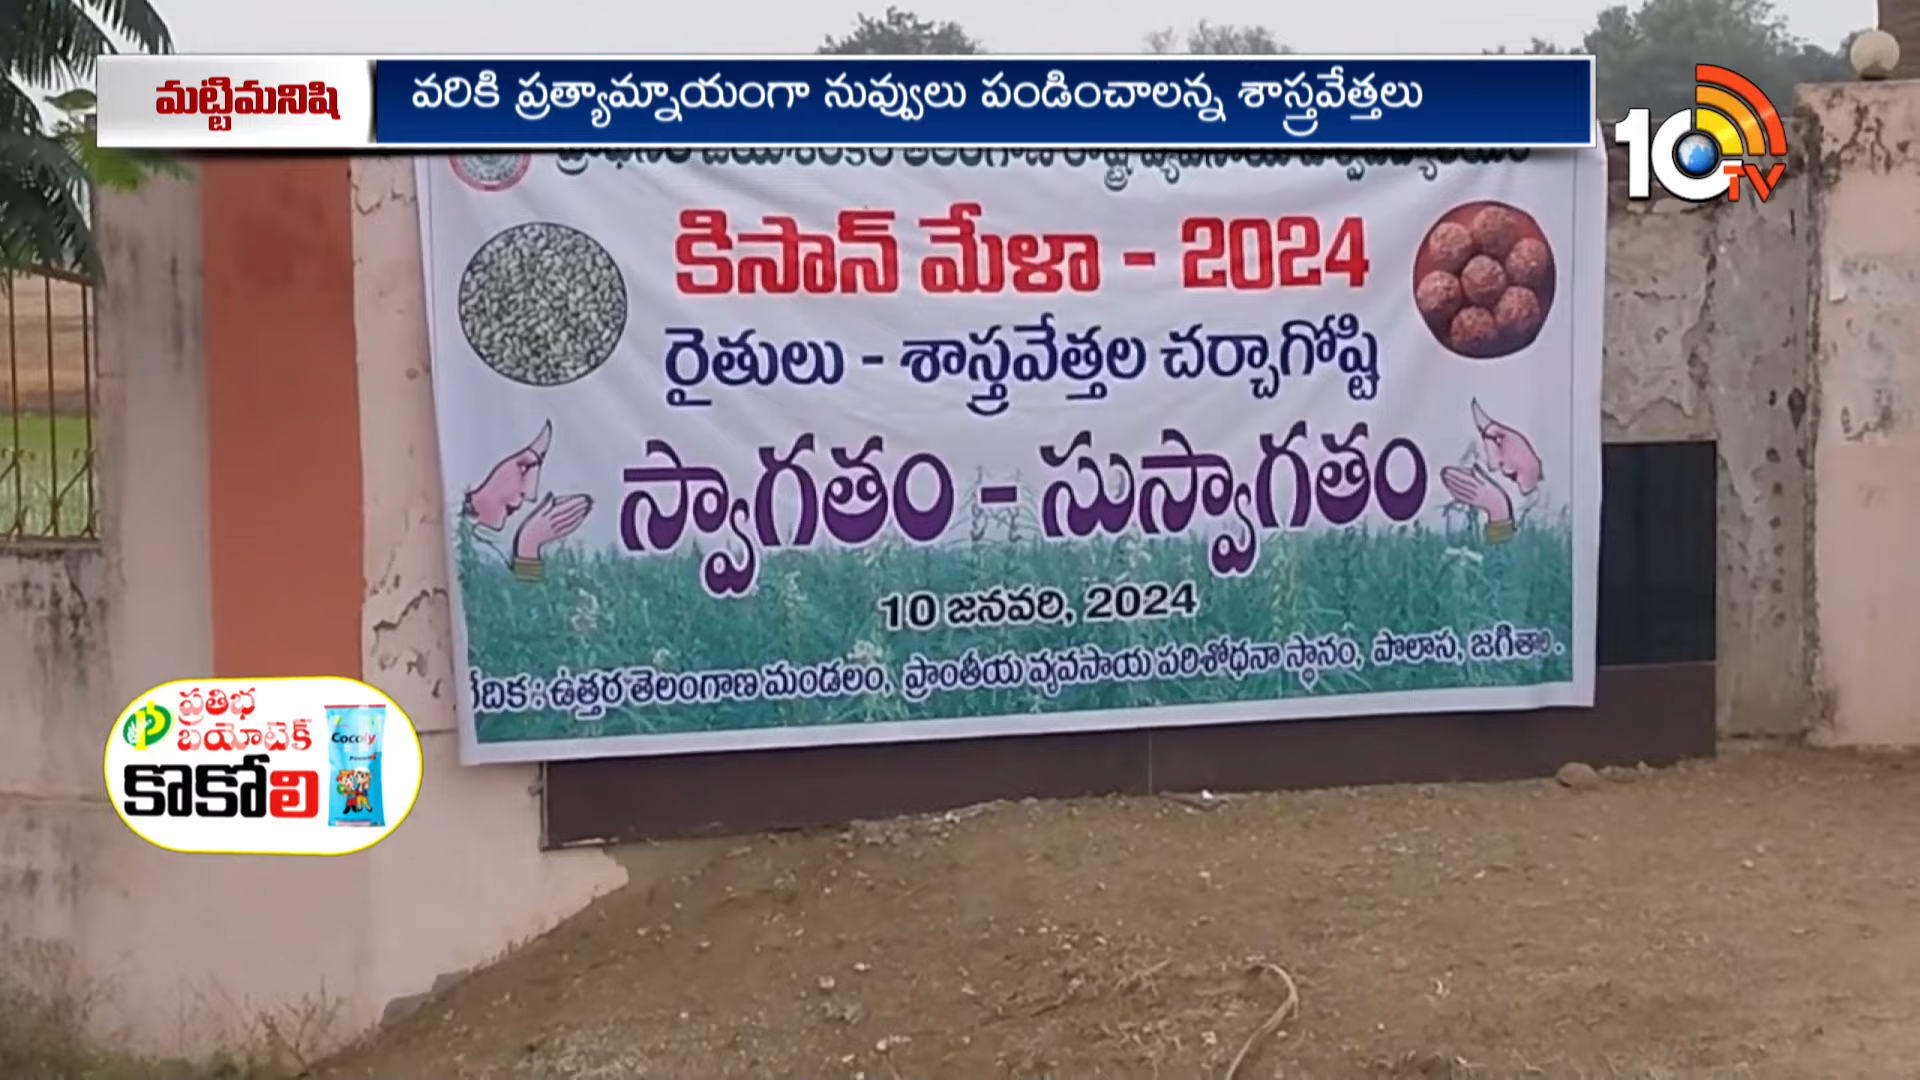 మట్టిమనిషి
వరికి ప్రత్యామ్నాయంగా నువ్వులు పండించాలన్న శాస్త్రవేత్తలు
10TV
కిసాన్ మేళా - 2024
రైతులు - శాస్త్రవేత్తల చర్చాగోష్టి
స్వాగతం - సుస్వాగతం
10 జనవరి, 2024
ఉత్తర తెలంగాణ మండలం, ప్రాంతీయ వ్యవసాయ పరిశోధనా స్థానం, పొలాస,
ప్రతిభ
బయోటెక్
కొకోలి
Cocoly